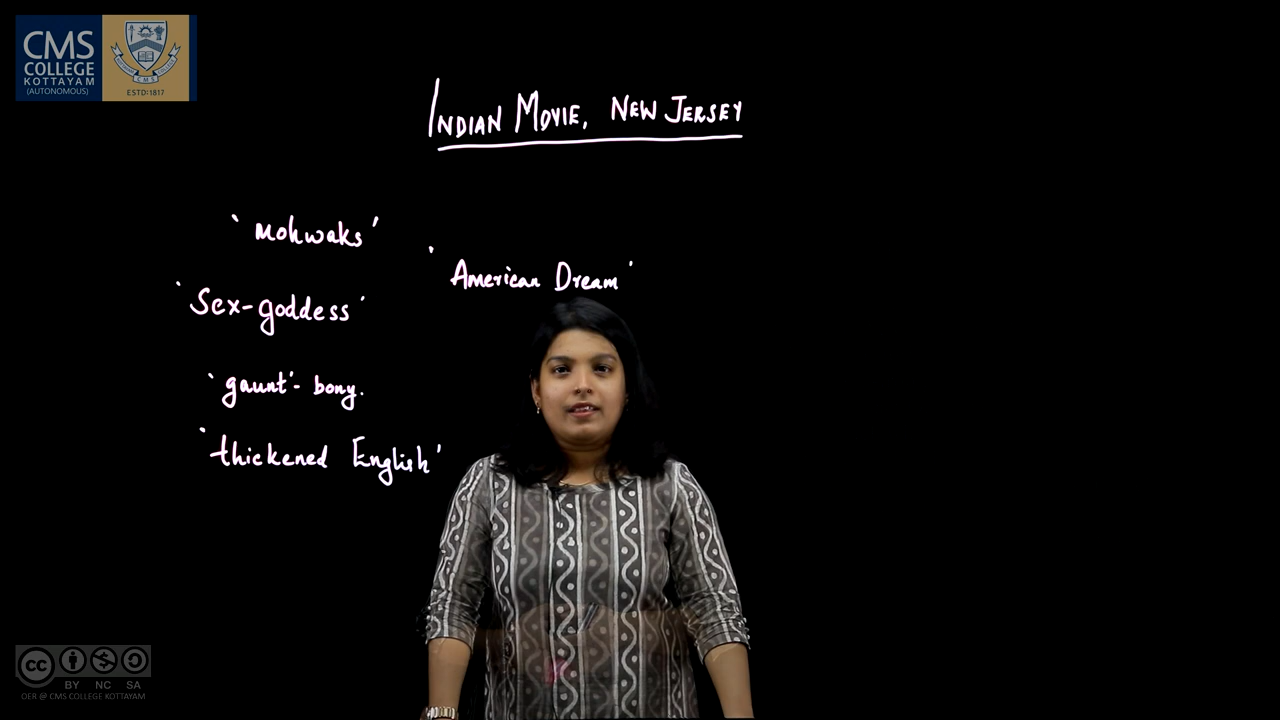 CMS
COLLEGE
KOTTAYAM
(AUTONOMOUS)
ESTD:1817
INDIAN MOVIE, NEW JERSEY
'mohwaks'
'American Dream'
'Sex-goddess'
'gaunt'- bony.
'thickened English'
cc
BY NC SA
OER @ CMS COLLEGE KOTTAYAM